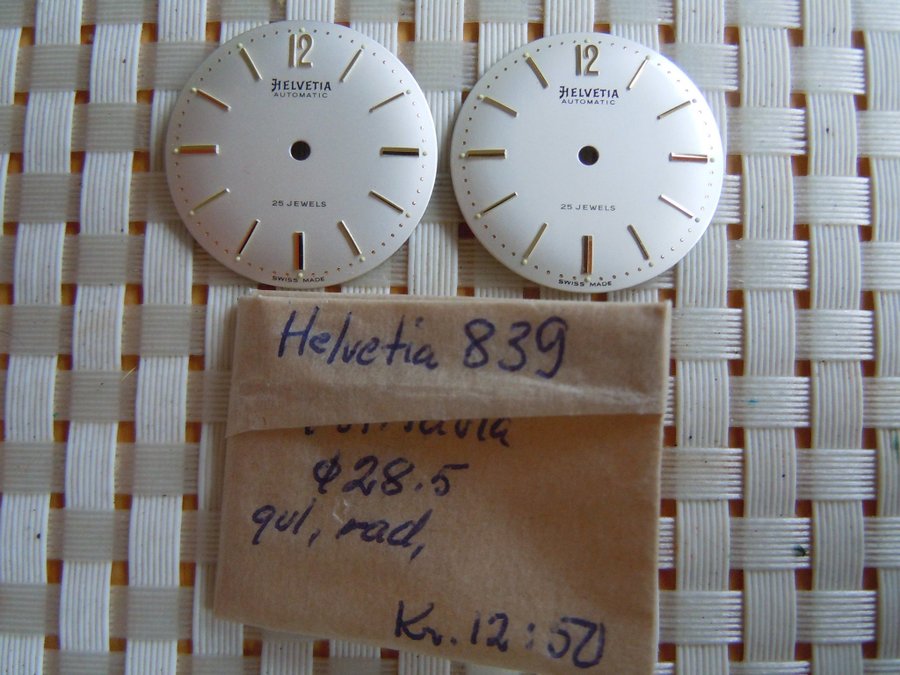 12
HELVETIA
AUTOMATIC
25 JEWELS
SWISS MADE
12
HELVETIA
AUTOMATIC
25 JEWELS
SWISS MADE
Helvetia 839
⌀28.5
gul, rad,
Kr. 12:50